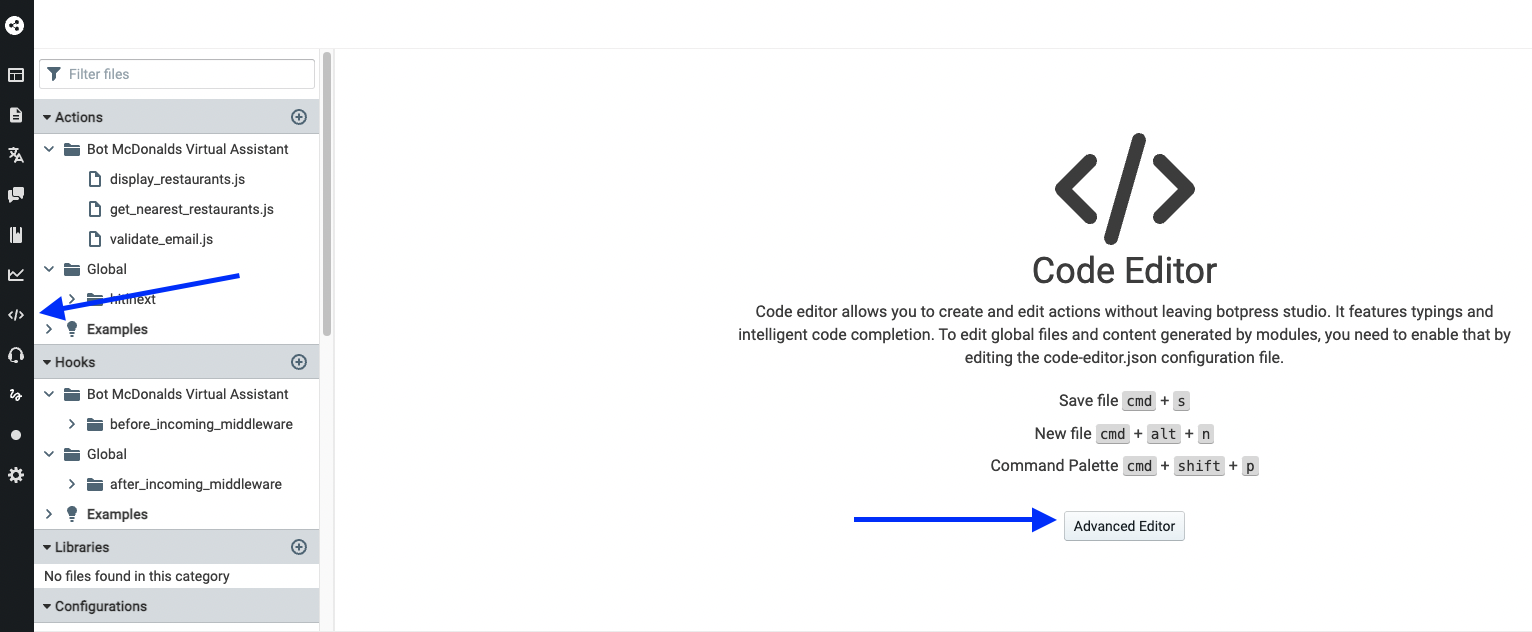 Filter files
Actions
Bot McDonalds Virtual Assistant
display_restaurants.js
get_nearest_restaurants.js
validate_email.js
Global
hitlnext
Examples
Hooks
Bot McDonalds Virtual Assistant
before_incoming_middleware
Global
after_incoming_middleware
Examples
Libraries
No files found in this category
Configurations
Code Editor
Code editor allows you to create and edit actions without leaving botpress studio. It features typings and
intelligent code completion. To edit global files and content generated by modules, you need to enable that by
editing the code-editor.json configuration file.
Save file cmd + s
New file cmd + alt + n
Command Palette cmd + shift + p
Advanced Editor